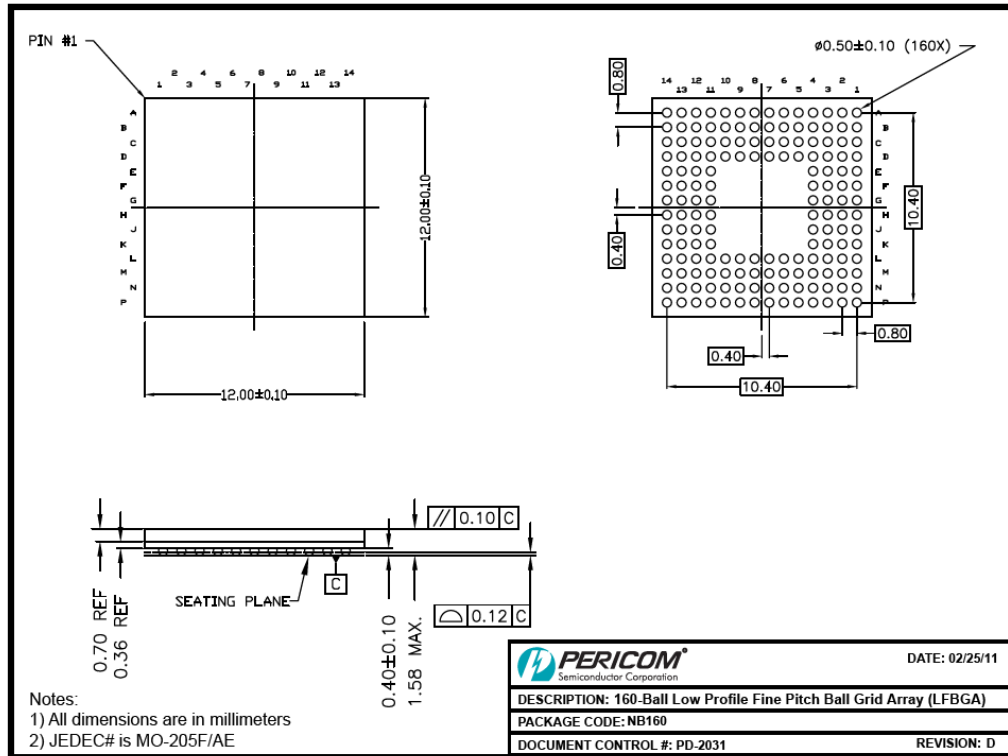 PIN #1
2 4 6 8 10 12 14
1 3 5 7 9 11 13
A
B
C
D
E
F
G
H
J
K
L
M
N
P
12.00±0.10
12.00±0.10
ø0.50±0.10 (160X)
0.80
14 12 10 8 6 4 2
13 11 9 7 5 3 1
A
B
C
D
E
F
G
H
J
K
L
M
N
P
10.40
0.40
0.80
0.40
10.40
// 0.10 C
C
SEATING PLANE
0.12 C
0.70 REF
0.36 REF
0.40±0.10
1.58 MAX.
Notes:
1) All dimensions are in millimeters
2) JEDEC# is MO-205F/AE
PERICOM®
Semiconductor Corporation
DATE: 02/25/11
DESCRIPTION: 160-Ball Low Profile Fine Pitch Ball Grid Array (LFBGA)
PACKAGE CODE: NB160
DOCUMENT CONTROL #: PD-2031
REVISION: D